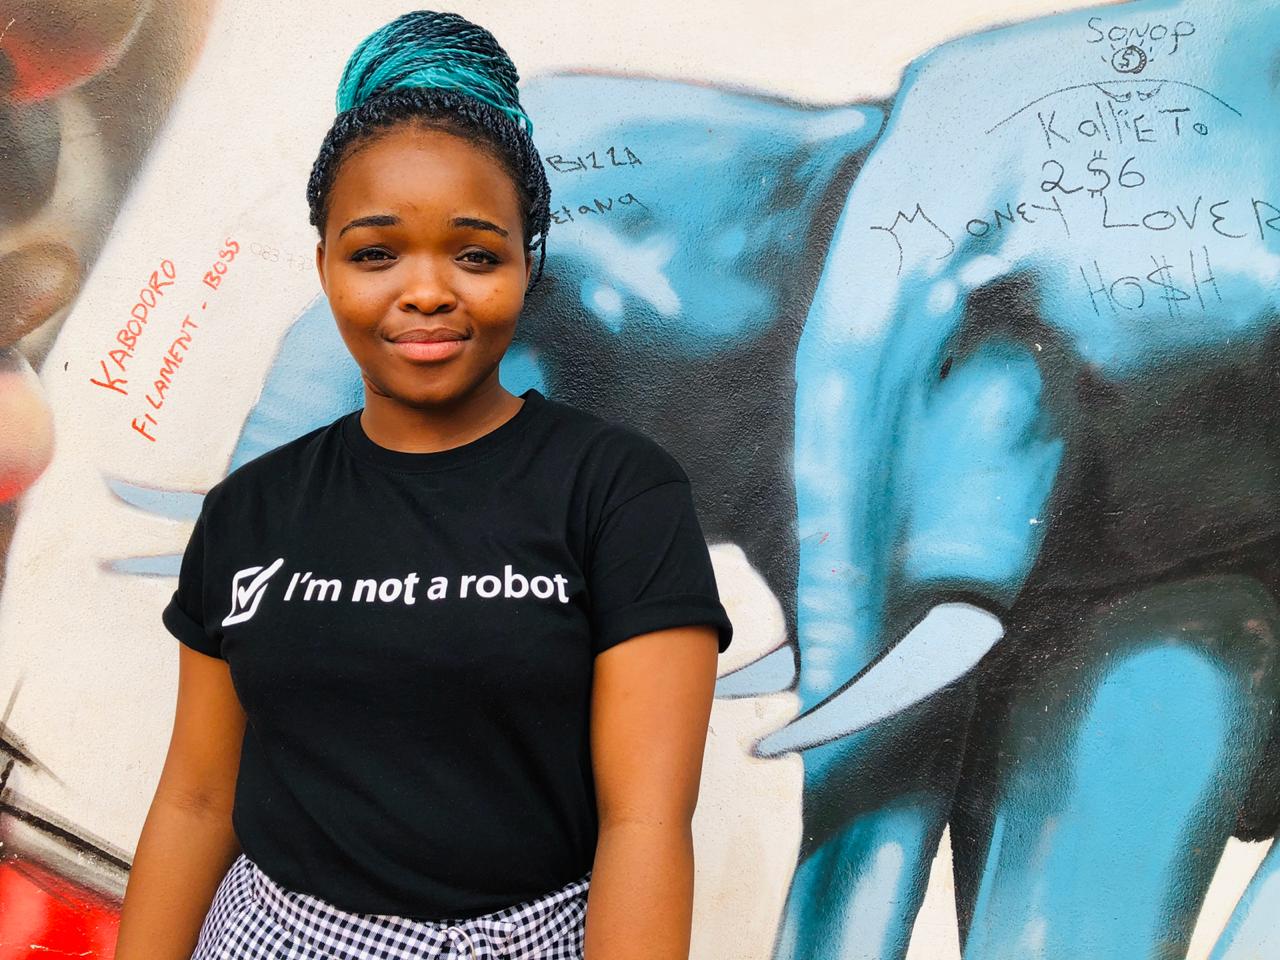 Sonop
$
KallieTo
2$6
Money Lover
Ho$H
BIZZA
KABODORO
FILAMENT - BOSS
I'm not a robot